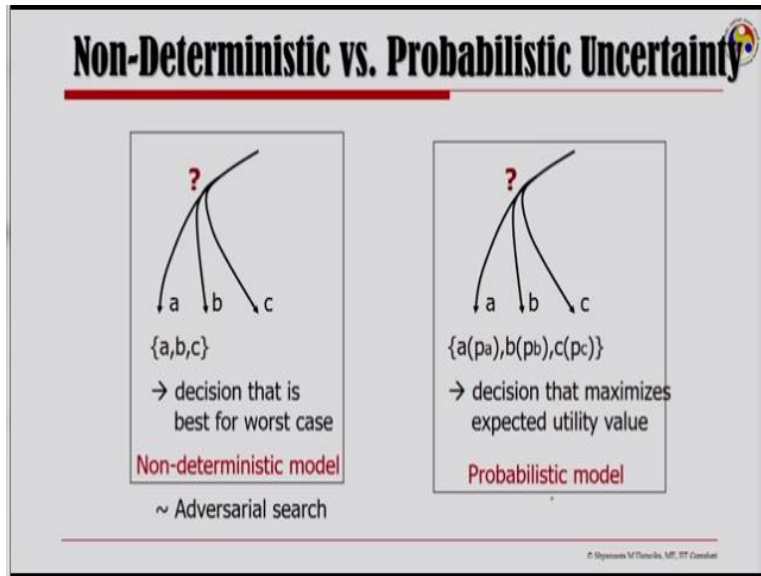 Non-Deterministic vs. Probabilistic Uncertainty
?
a b c
{a,b,c}
→ decision that is
best for worst case
Non-deterministic model
~ Adversarial search
?
a b c
{a(pa),b(pb),c(pc)}
→ decision that maximizes
expected utility value
Probabilistic model